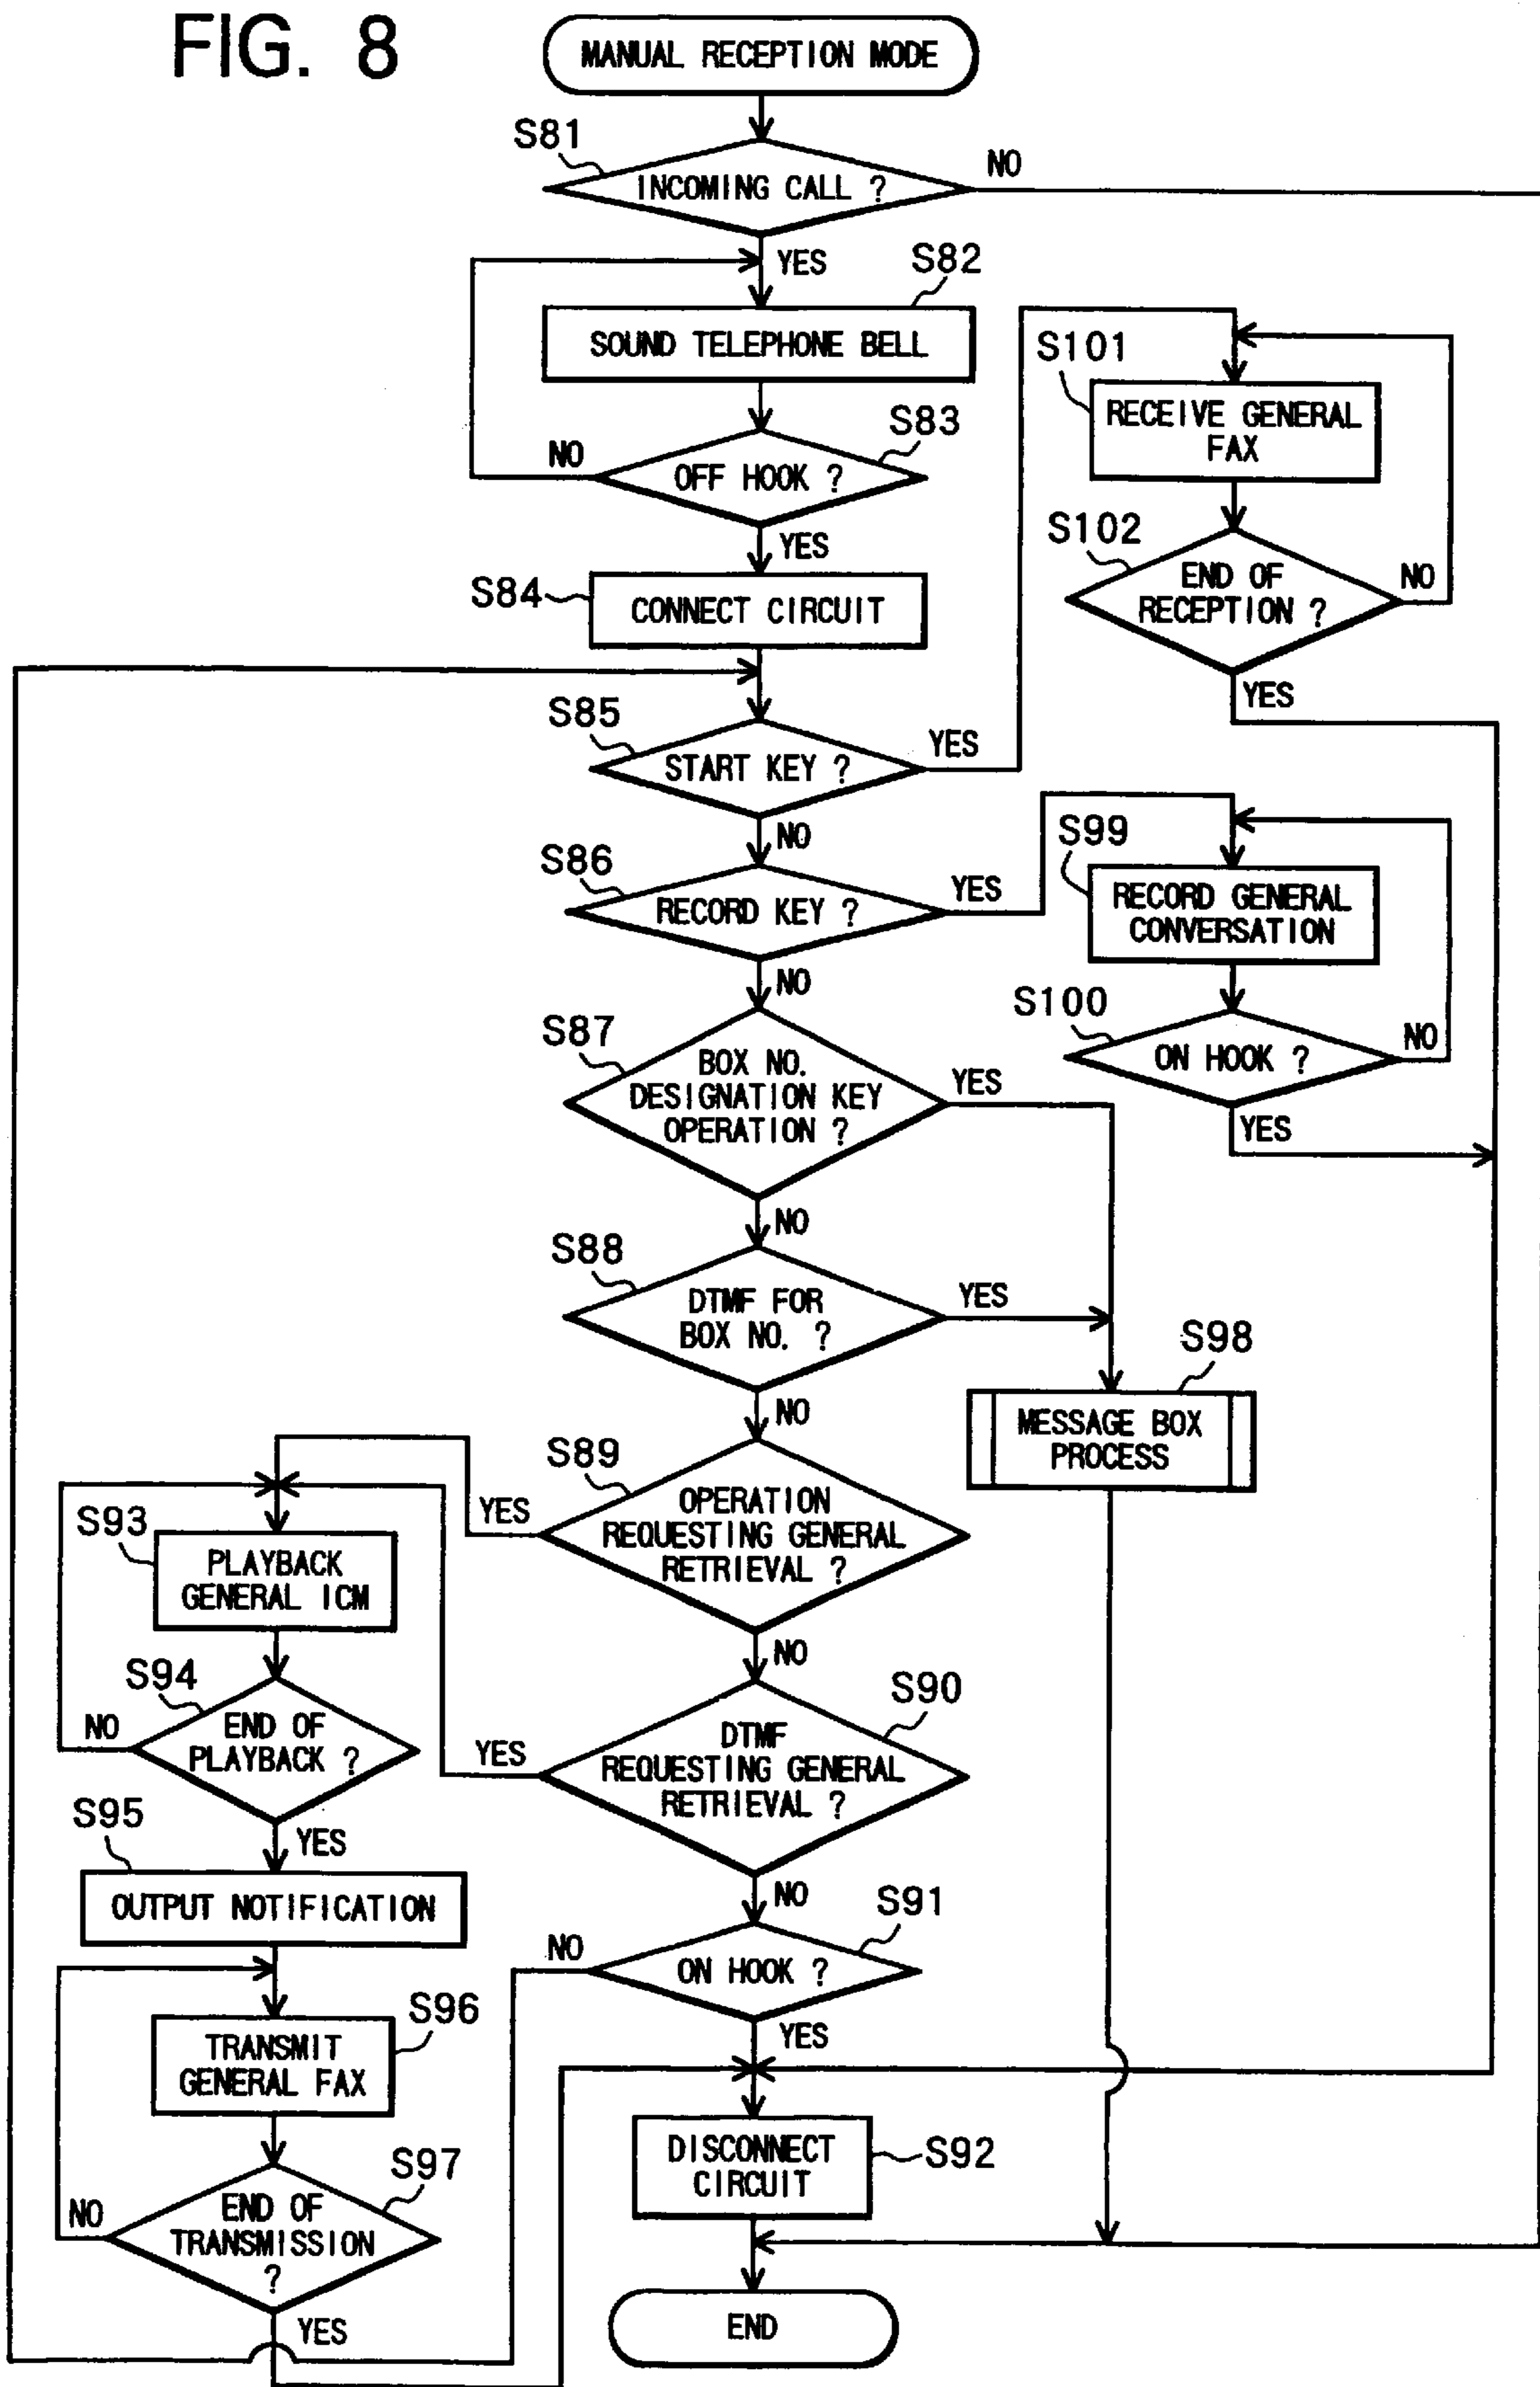 FIG. 8
MANUAL RECEPTION MODE
S81
INCOMING CALL ?
NO
YES
S82
SOUND TELEPHONE BELL
S83
OFF HOOK ?
NO
YES
S84
CONNECT CIRCUIT
S101
RECEIVE GENERAL
FAX
S102
END OF
RECEPTION ?
NO
YES
S85
START KEY ?
YES
NO
S86
RECORD KEY ?
YES
NO
S99
RECORD GENERAL
CONVERSATION
S100
ON HOOK ?
NO
YES
S87
BOX NO.
DESIGNATION KEY
OPERATION ?
YES
NO
S88
DTMF FOR
BOX NO. ?
YES
NO
S98
MESSAGE BOX
PROCESS
S89
OPERATION
REQUESTING GENERAL
RETRIEVAL ?
YES
NO
S93
PLAYBACK
GENERAL ICM
S94
END OF
PLAYBACK ?
NO
YES
S90
DTMF
REQUESTING GENERAL
RETRIEVAL ?
YES
NO
S95
OUTPUT NOTIFICATION
S91
ON HOOK ?
NO
YES
S96
TRANSMIT
GENERAL FAX
S97
END OF
TRANSMISSION
?
NO
YES
DISCONNECT
CIRCUIT
S92
END